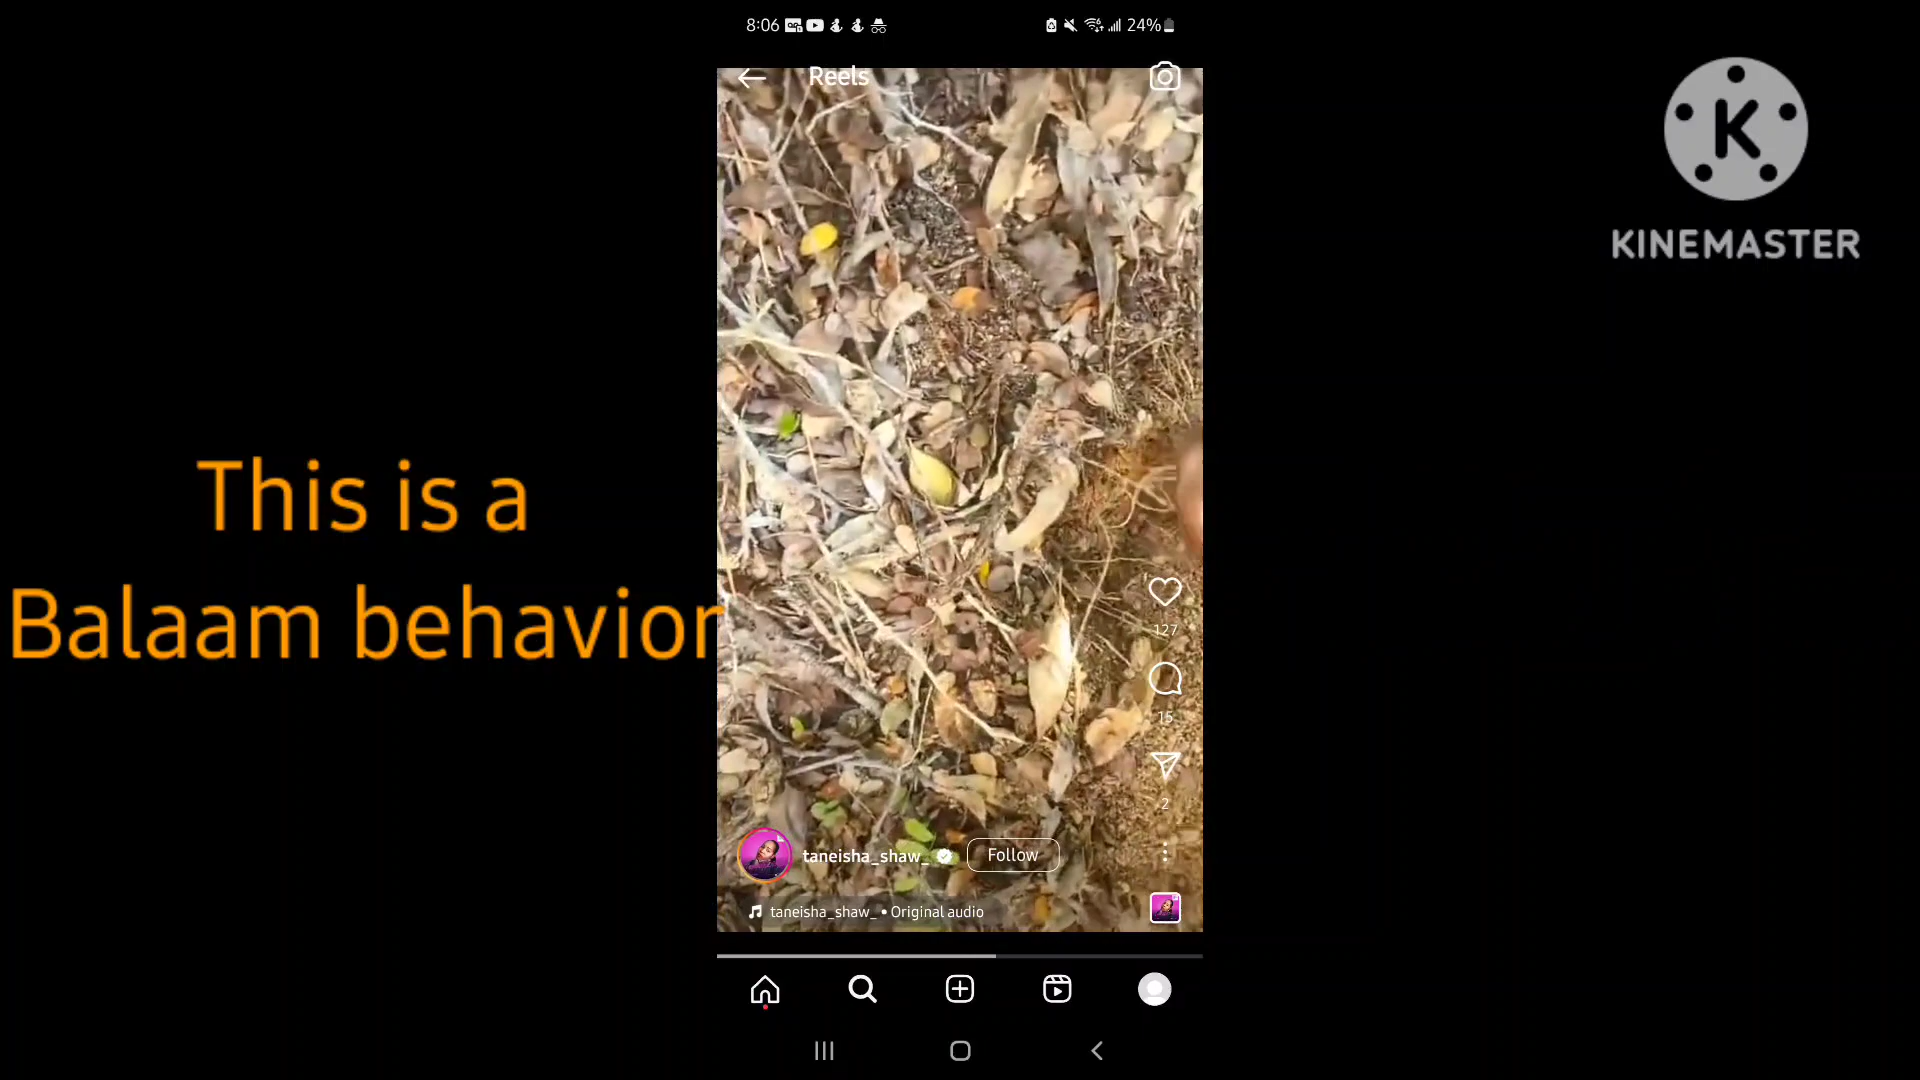 8:06
24%
Reels
KINEMASTER
This is a
Balaam behavior
127
15
2
taneisha_shaw_
Follow
taneisha_shaw_ • Original audio